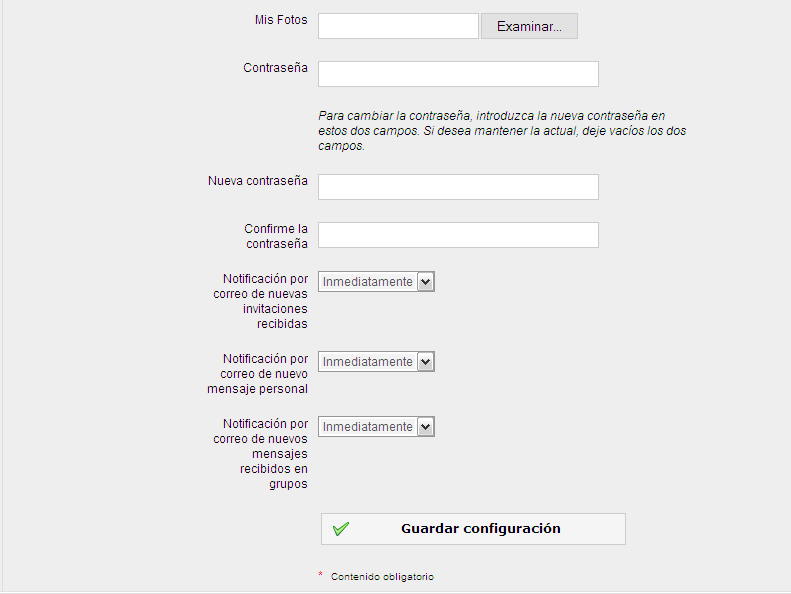 Mis Fotos
Examinar...
Contraseña
Para cambiar la contraseña, introduzca la nueva contraseña en
estos dos campos. Si desea mantener la actual, deje vacíos los dos
campos.
Nueva contraseña
Confirme la
contraseña
Notificación por
correo de nuevas
invitaciones
recibidas
Inmediatamente
Notificación por
correo de nuevo
mensaje personal
Inmediatamente
Notificación por
correo de nuevos
mensajes
recibidos en
grupos
Inmediatamente
Guardar configuración
* Contenido obligatorio